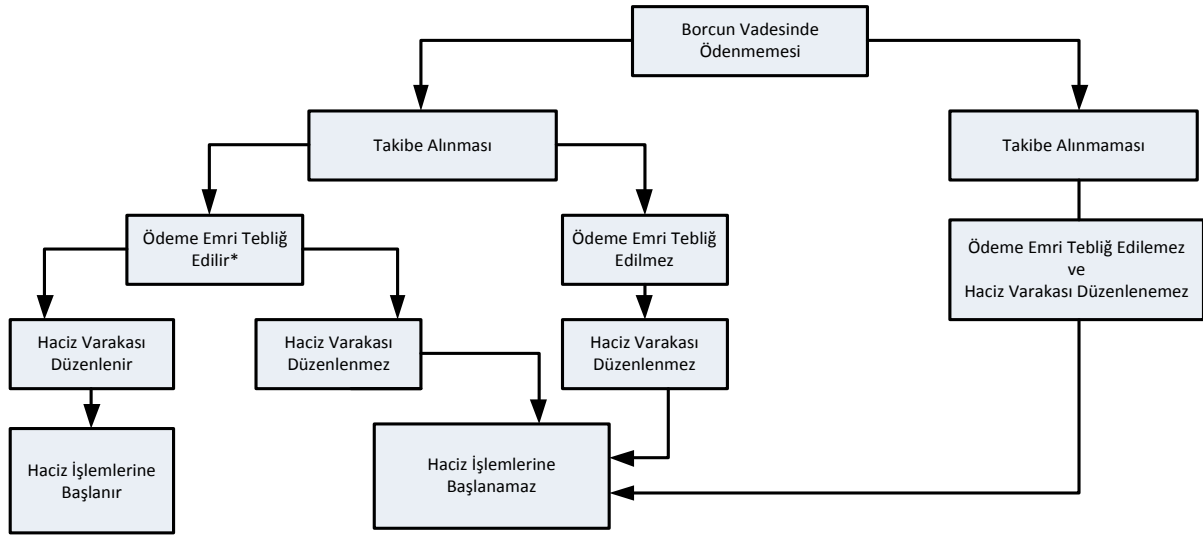 Borcun Vadesinde
Ödenmemesi
Takibe Alınması
Takibe Alınmaması
Ödeme Emri Tebliğ
Edilir*
Ödeme Emri Tebliğ
Edilmez
Ödeme Emri Tebliğ Edilemez
ve
Haciz Varakası Düzenlenemez
Haciz Varakası
Düzenlenir
Haciz Varakası
Düzenlenmez
Haciz Varakası
Düzenlenmez
Haciz İşlemlerine
Başlanır
Haciz İşlemlerine
Başlanamaz